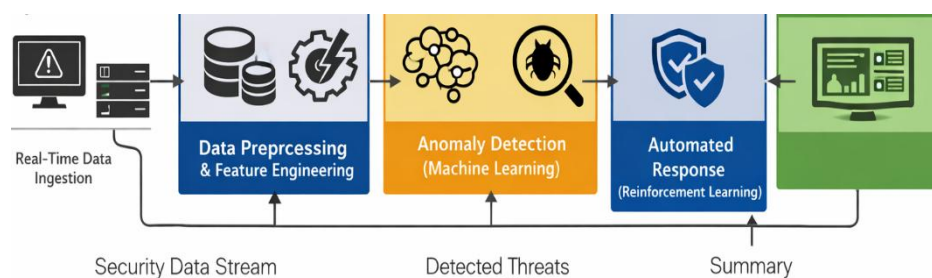 Real-Time Data
Ingestion
Data Preprcessing
& Feature Engineering
Anomaly Detection
(Machine Learning)
Automated
Response
(Reinforcement Learning)
Security Data Stream
Detected Threats
Summary